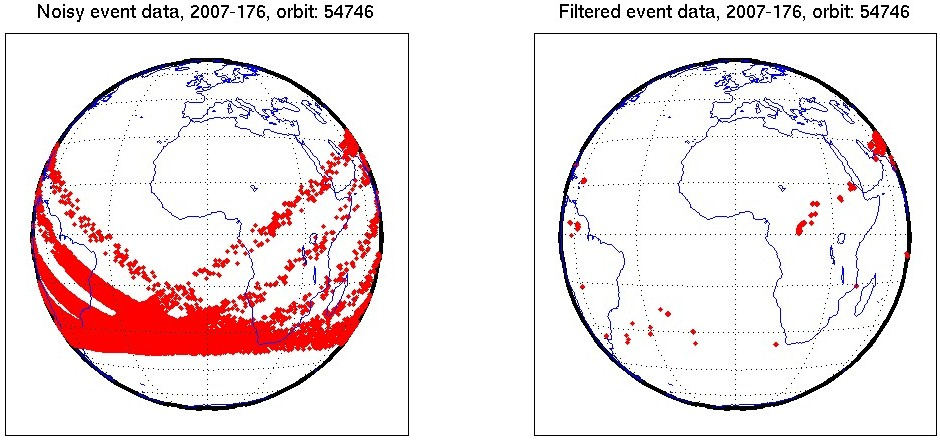 Noisy event data, 2007-176, orbit: 54746
Filtered event data, 2007-176, orbit: 54746